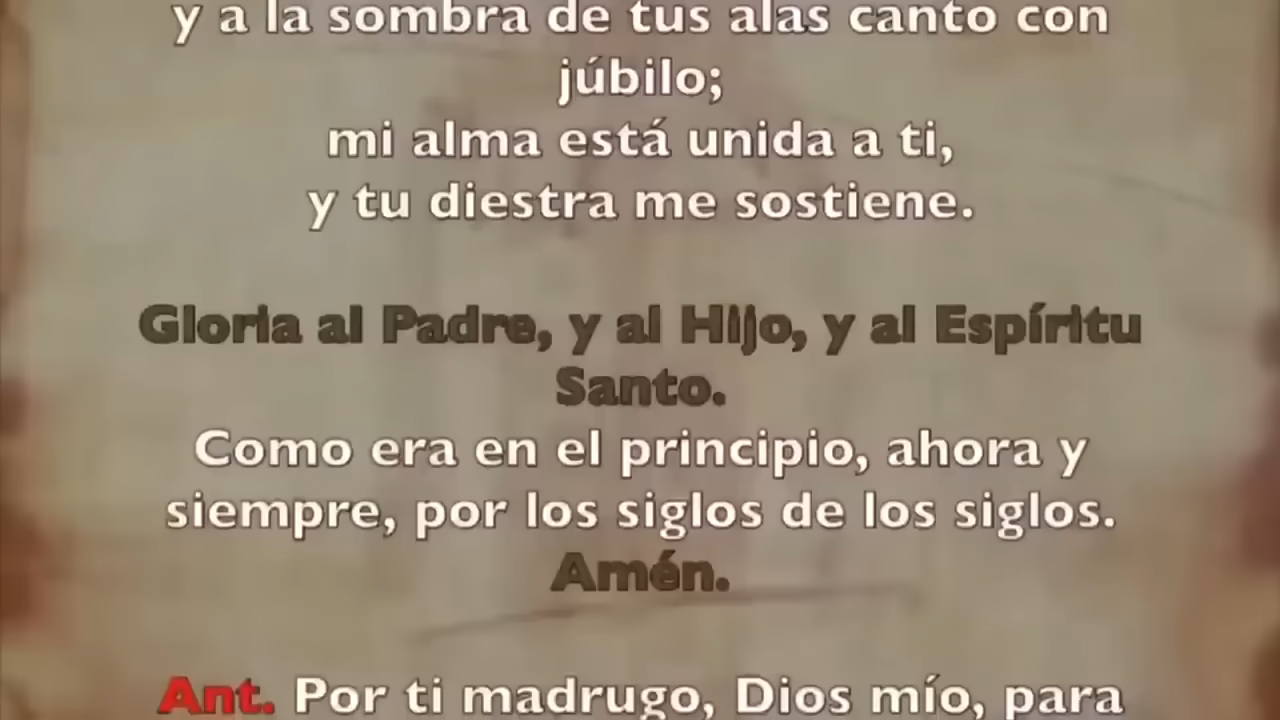 y a la sombra de tus alas canto con
júbilo;
mi alma está unida a ti,
y tu diestra me sostiene.
Gloria al Padre, y al Hijo, y al Espíritu
Santo.
Como era en el principio, ahora y
siempre, por los siglos de los siglos.
Amén.
Ant. Por ti madrugo, Dios mío, para